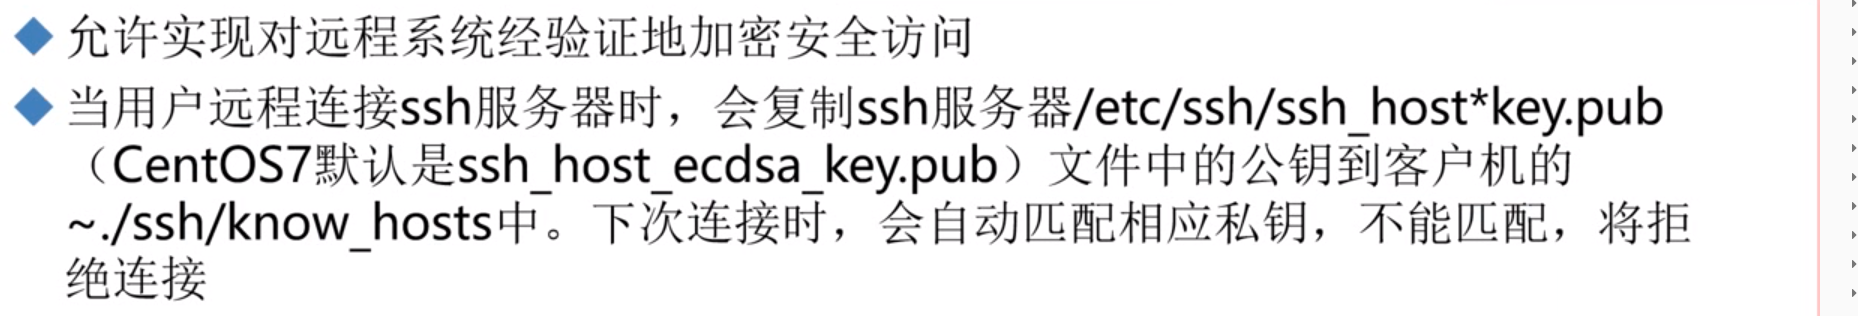 允许实现对远程系统经验证地加密安全访问
当用户远程连接ssh服务器时，会复制ssh服务器/etc/ssh/ssh_host*key.pub
（CentOS7默认是ssh_host_ecdsa_key.pub）文件中的公钥到客户机的
~./ssh/know_hosts中。下次连接时，会自动匹配相应私钥，不能匹配，将拒
绝连接